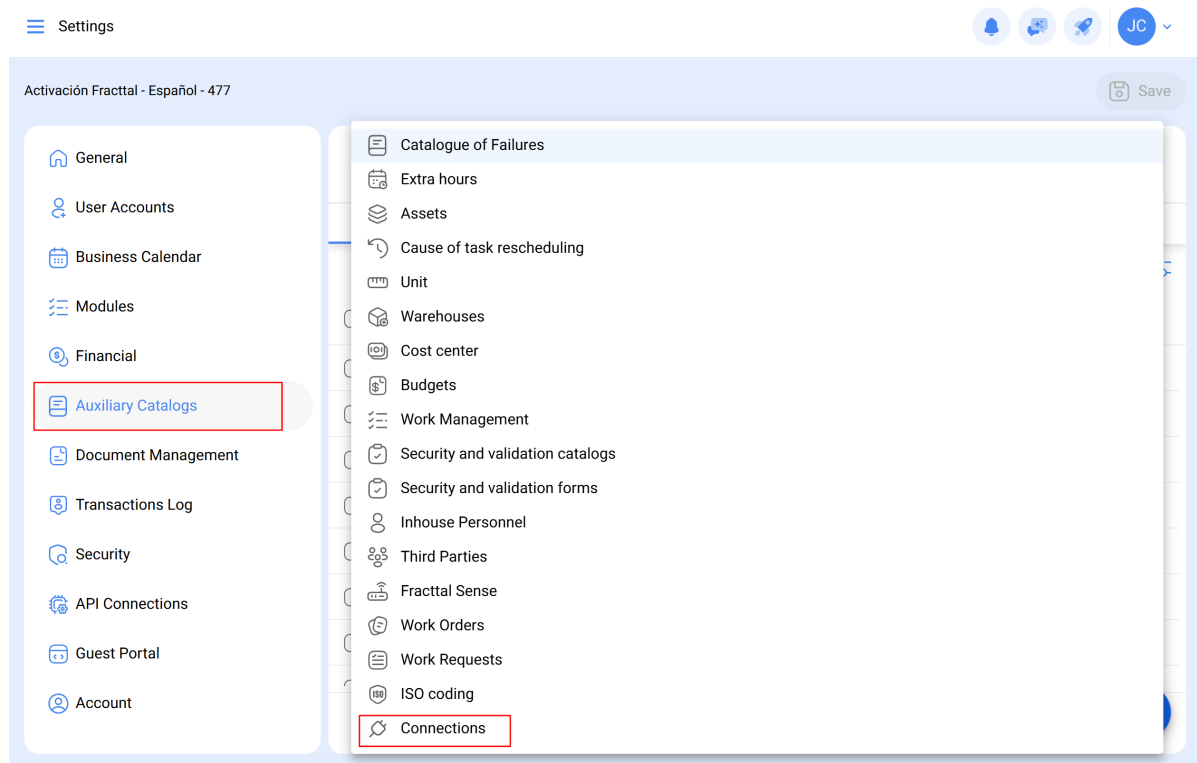 Settings
JC
Activación Fracttal - Español - 477
Save
General
User Accounts
Business Calendar
Modules
Financial
Auxiliary Catalogs
Document Management
Transactions Log
Security
API Connections
Guest Portal
Account
Catalogue of Failures
Extra hours
Assets
Cause of task rescheduling
Unit
Warehouses
Cost center
Budgets
Work Management
Security and validation catalogs
Security and validation forms
Inhouse Personnel
Third Parties
Fracttal Sense
Work Orders
Work Requests
ISO coding
Connections